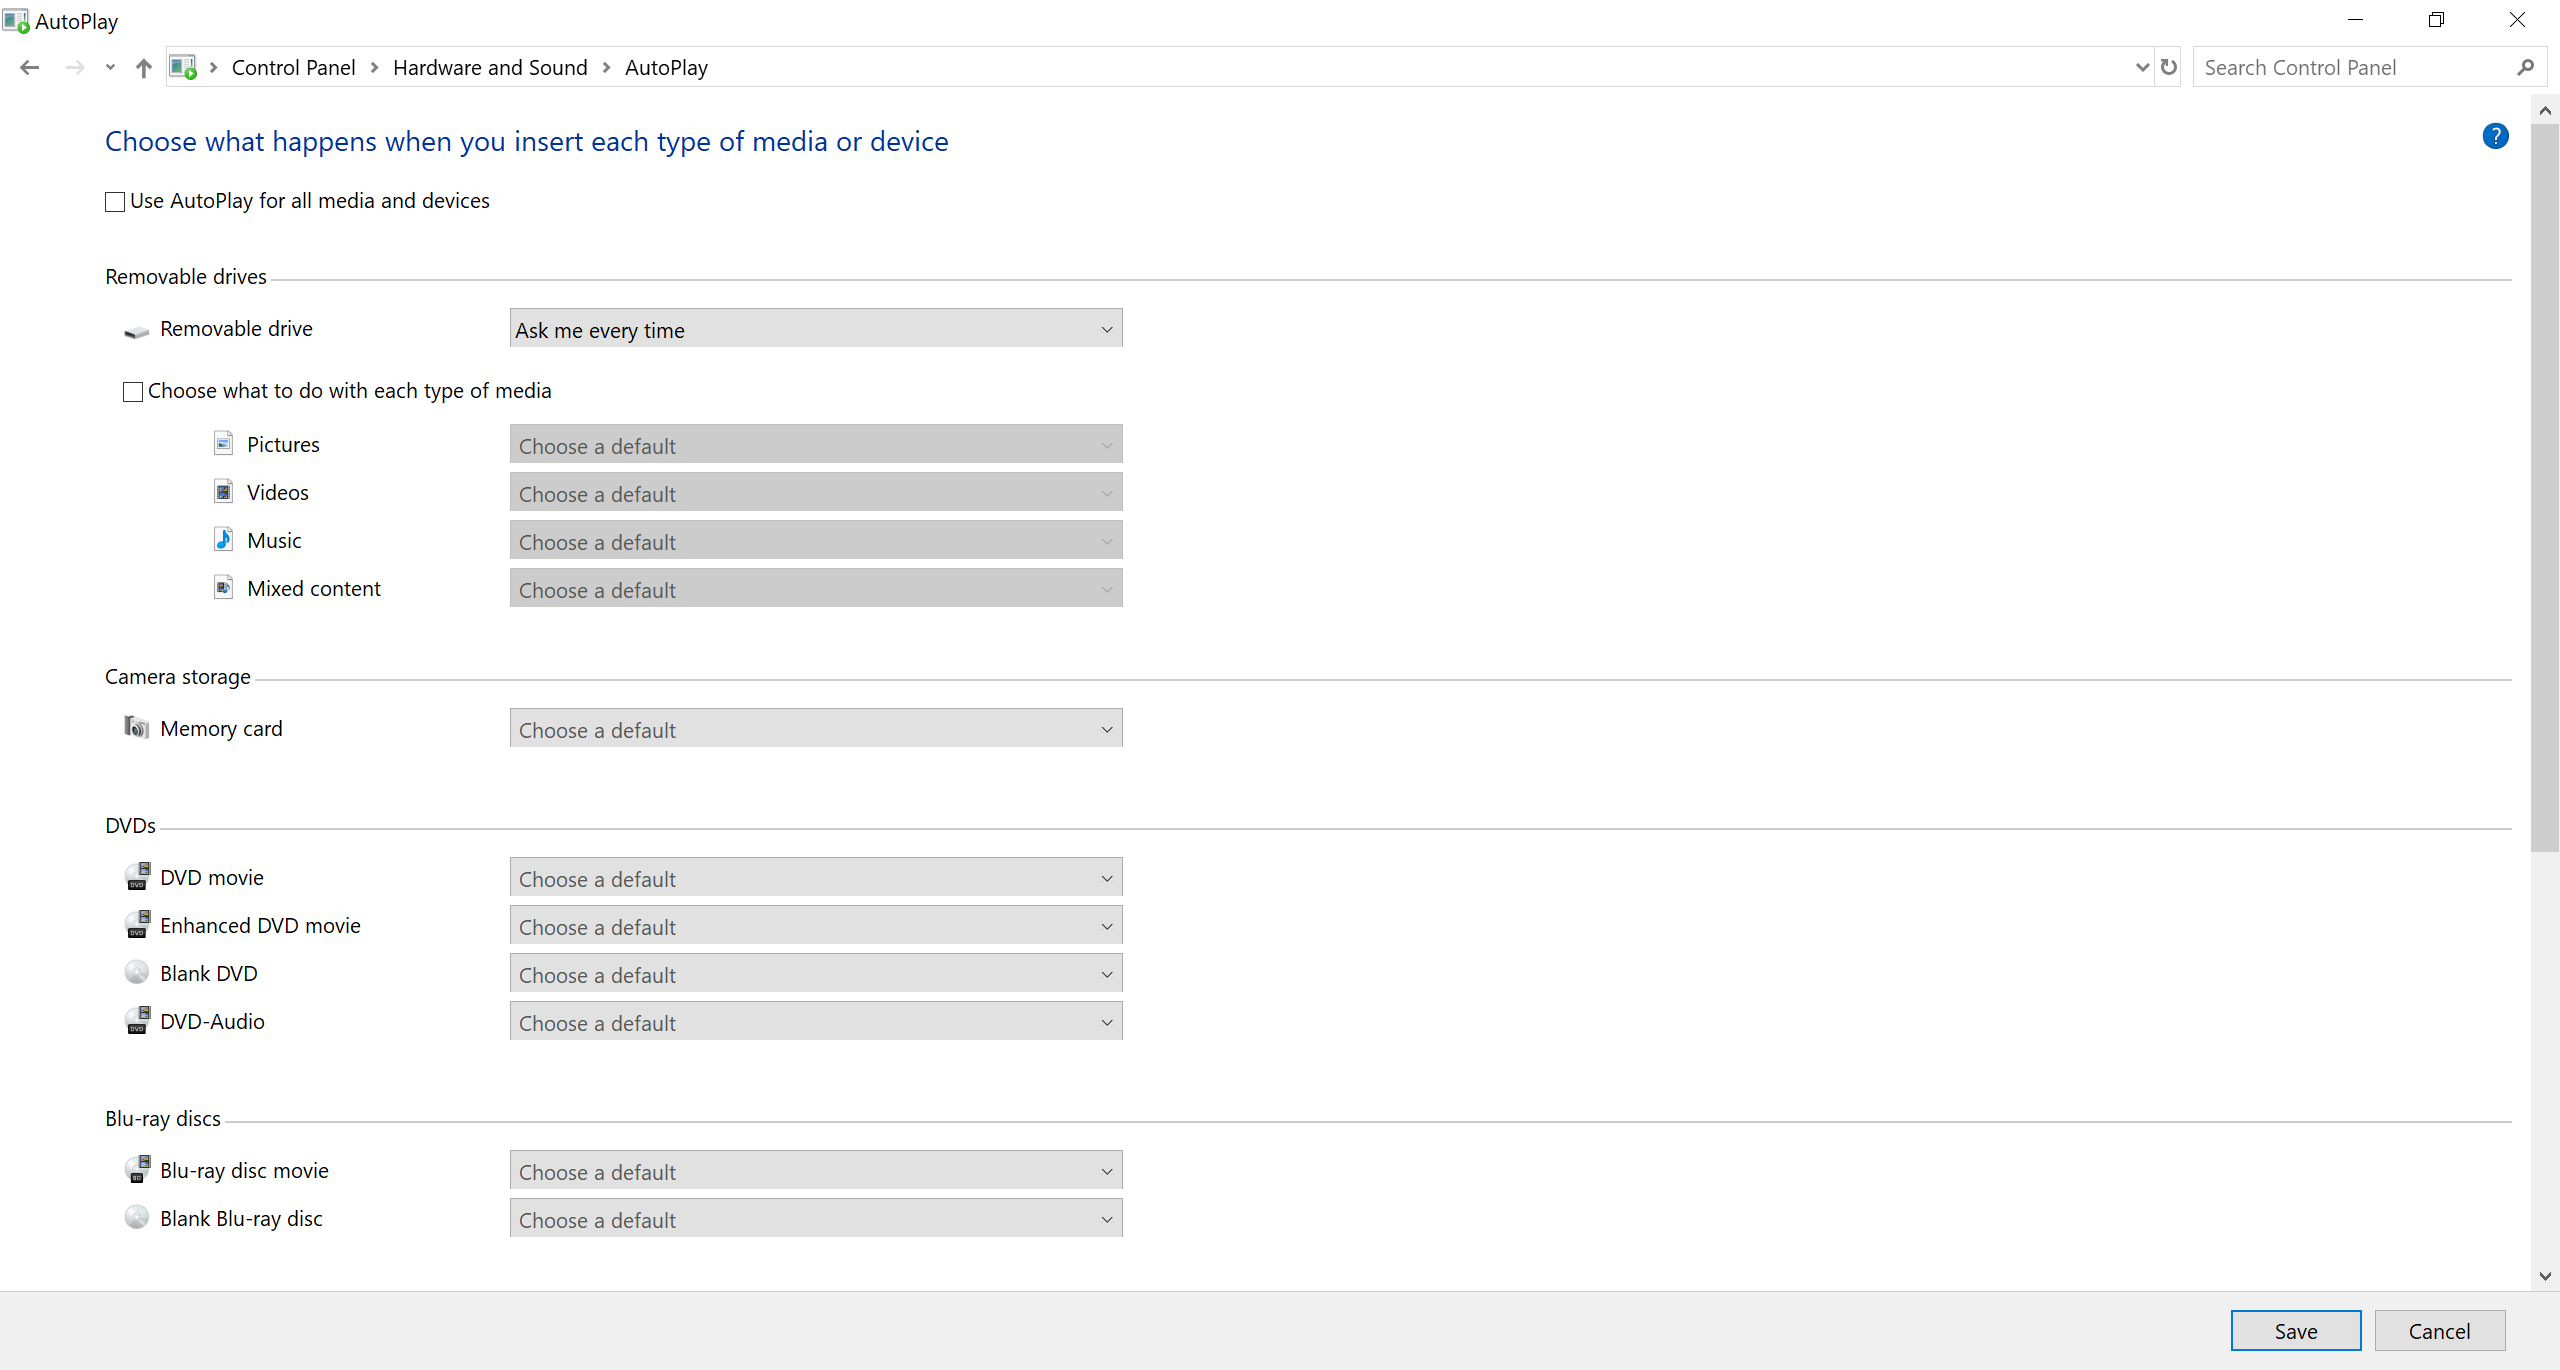 AutoPlay
Control Panel > Hardware and Sound > AutoPlay
Search Control Panel
Choose what happens when you insert each type of media or device
?
Use AutoPlay for all media and devices
Removable drives
Removable drive Ask me every time
Choose what to do with each type of media
Pictures Choose a default
Videos Choose a default
Music Choose a default
Mixed content Choose a default
Camera storage
Memory card Choose a default
DVDs
DVD movie Choose a default
Enhanced DVD movie Choose a default
Blank DVD Choose a default
DVD-Audio Choose a default
Blu-ray discs
Blu-ray disc movie Choose a default
Blank Blu-ray disc Choose a default
Save Cancel